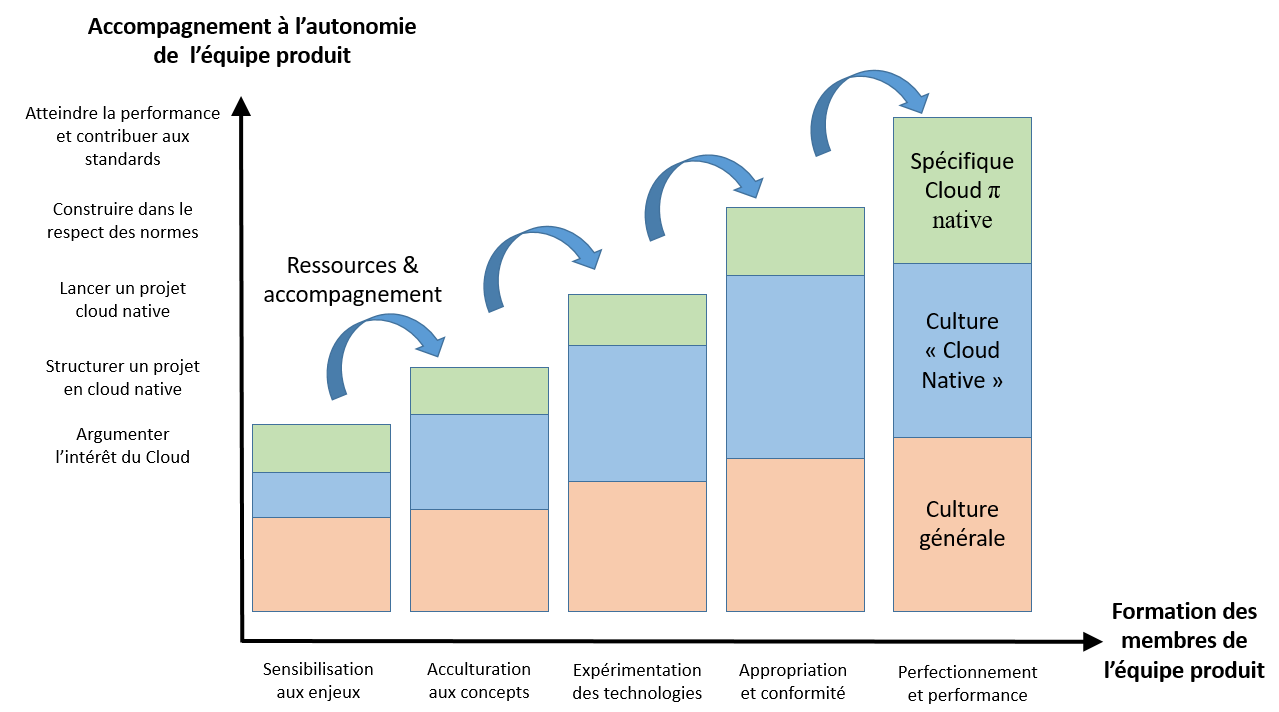 Accompagnement à l’autonomie
de l’équipe produit
Atteindre la performance
et contribuer aux
standards
Construire dans le
respect des normes
Lancer un projet
cloud native
Structurer un projet
en cloud native
Argumenter
l’intérêt du Cloud
Ressources &
accompagnement
Spécifique
Cloud π
native
Culture
« Cloud
Native »
Culture
générale
Sensibilisation
aux enjeux
Acculturation
aux concepts
Expérimentation
des technologies
Appropriation
et conformité
Perfectionnement
et performance
Formation des
membres de
l’équipe produit